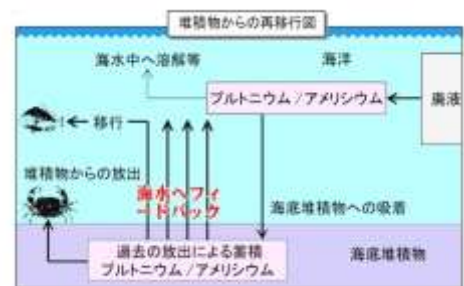 堆積物からの再移行図
海水中へ溶解等
海洋
プルトニウム/アメリシウム
廃液
移行
堆積物からの放出
海水へフィ
ードバック
海底堆積物への吸着
過去の放出による蓄積
プルトニウム/アメリシウム
海底堆積物